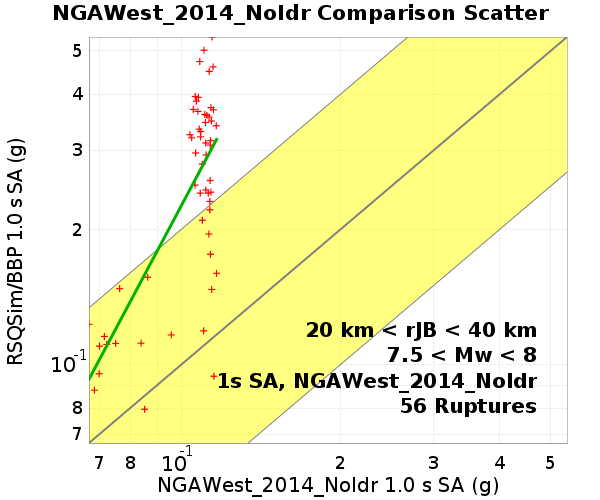 NGAWest_2014_NoIdr Comparison Scatter
RSQSim/BBP 1.0 s SA (g)
5
4
3
2
10⁻¹
8
7
20 km < rJB < 40 km
7.5 < Mw < 8
1s SA, NGAWest_2014_NoIdr
56 Ruptures
7 8 10⁻¹ 2 3 4 5
NGAWest_2014_NoIdr 1.0 s SA (g)